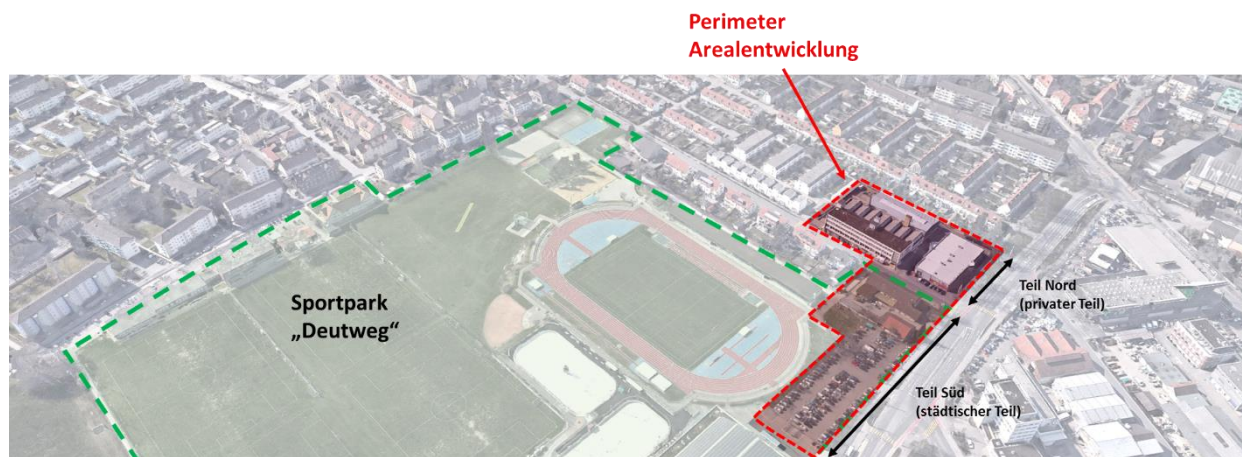 Perimeter
Arealentwicklung
Sportpark
„Deutweg“
Teil Nord
(privater Teil)
Teil Süd
(städtischer Teil)